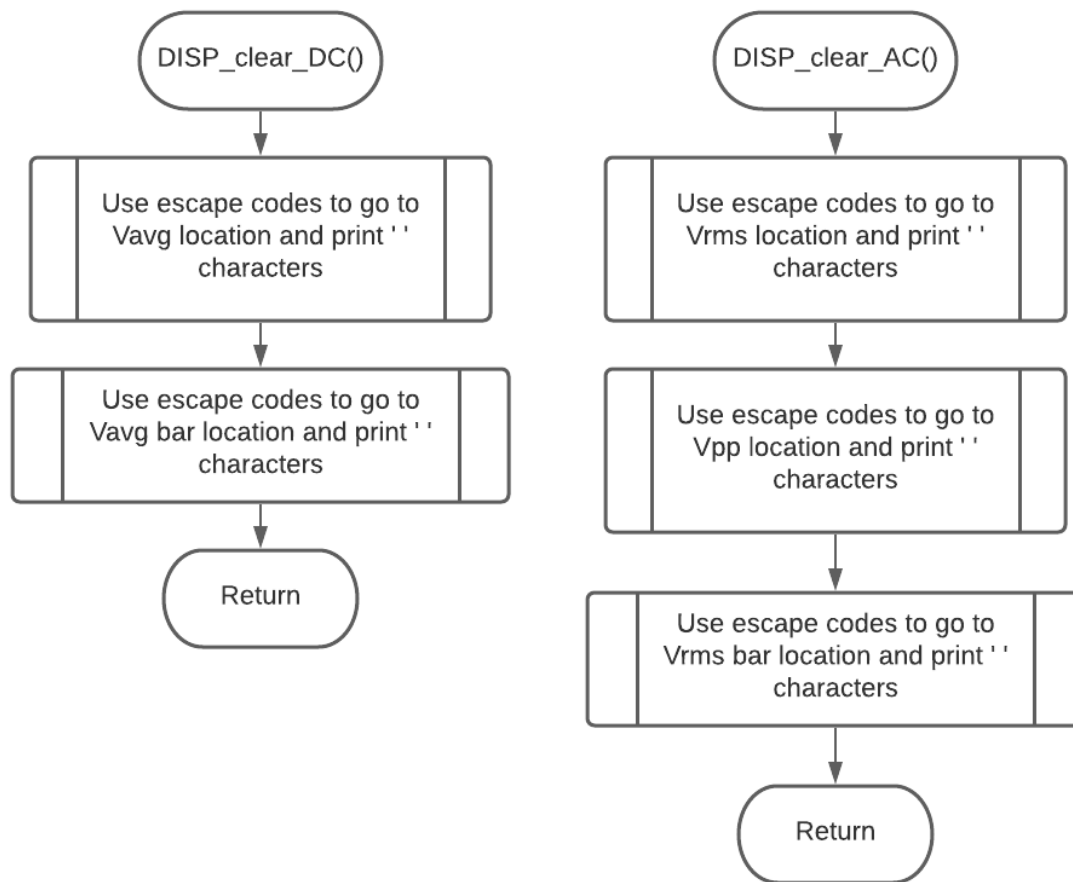 DISP_clear_DC()
Use escape codes to go to
Vavg location and print ' '
characters
Use escape codes to go to
Vavg bar location and print ' '
characters
Return
DISP_clear_AC()
Use escape codes to go to
Vrms location and print ' '
characters
Use escape codes to go to
Vpp location and print ' '
characters
Use escape codes to go to
Vrms bar location and print ' '
characters
Return